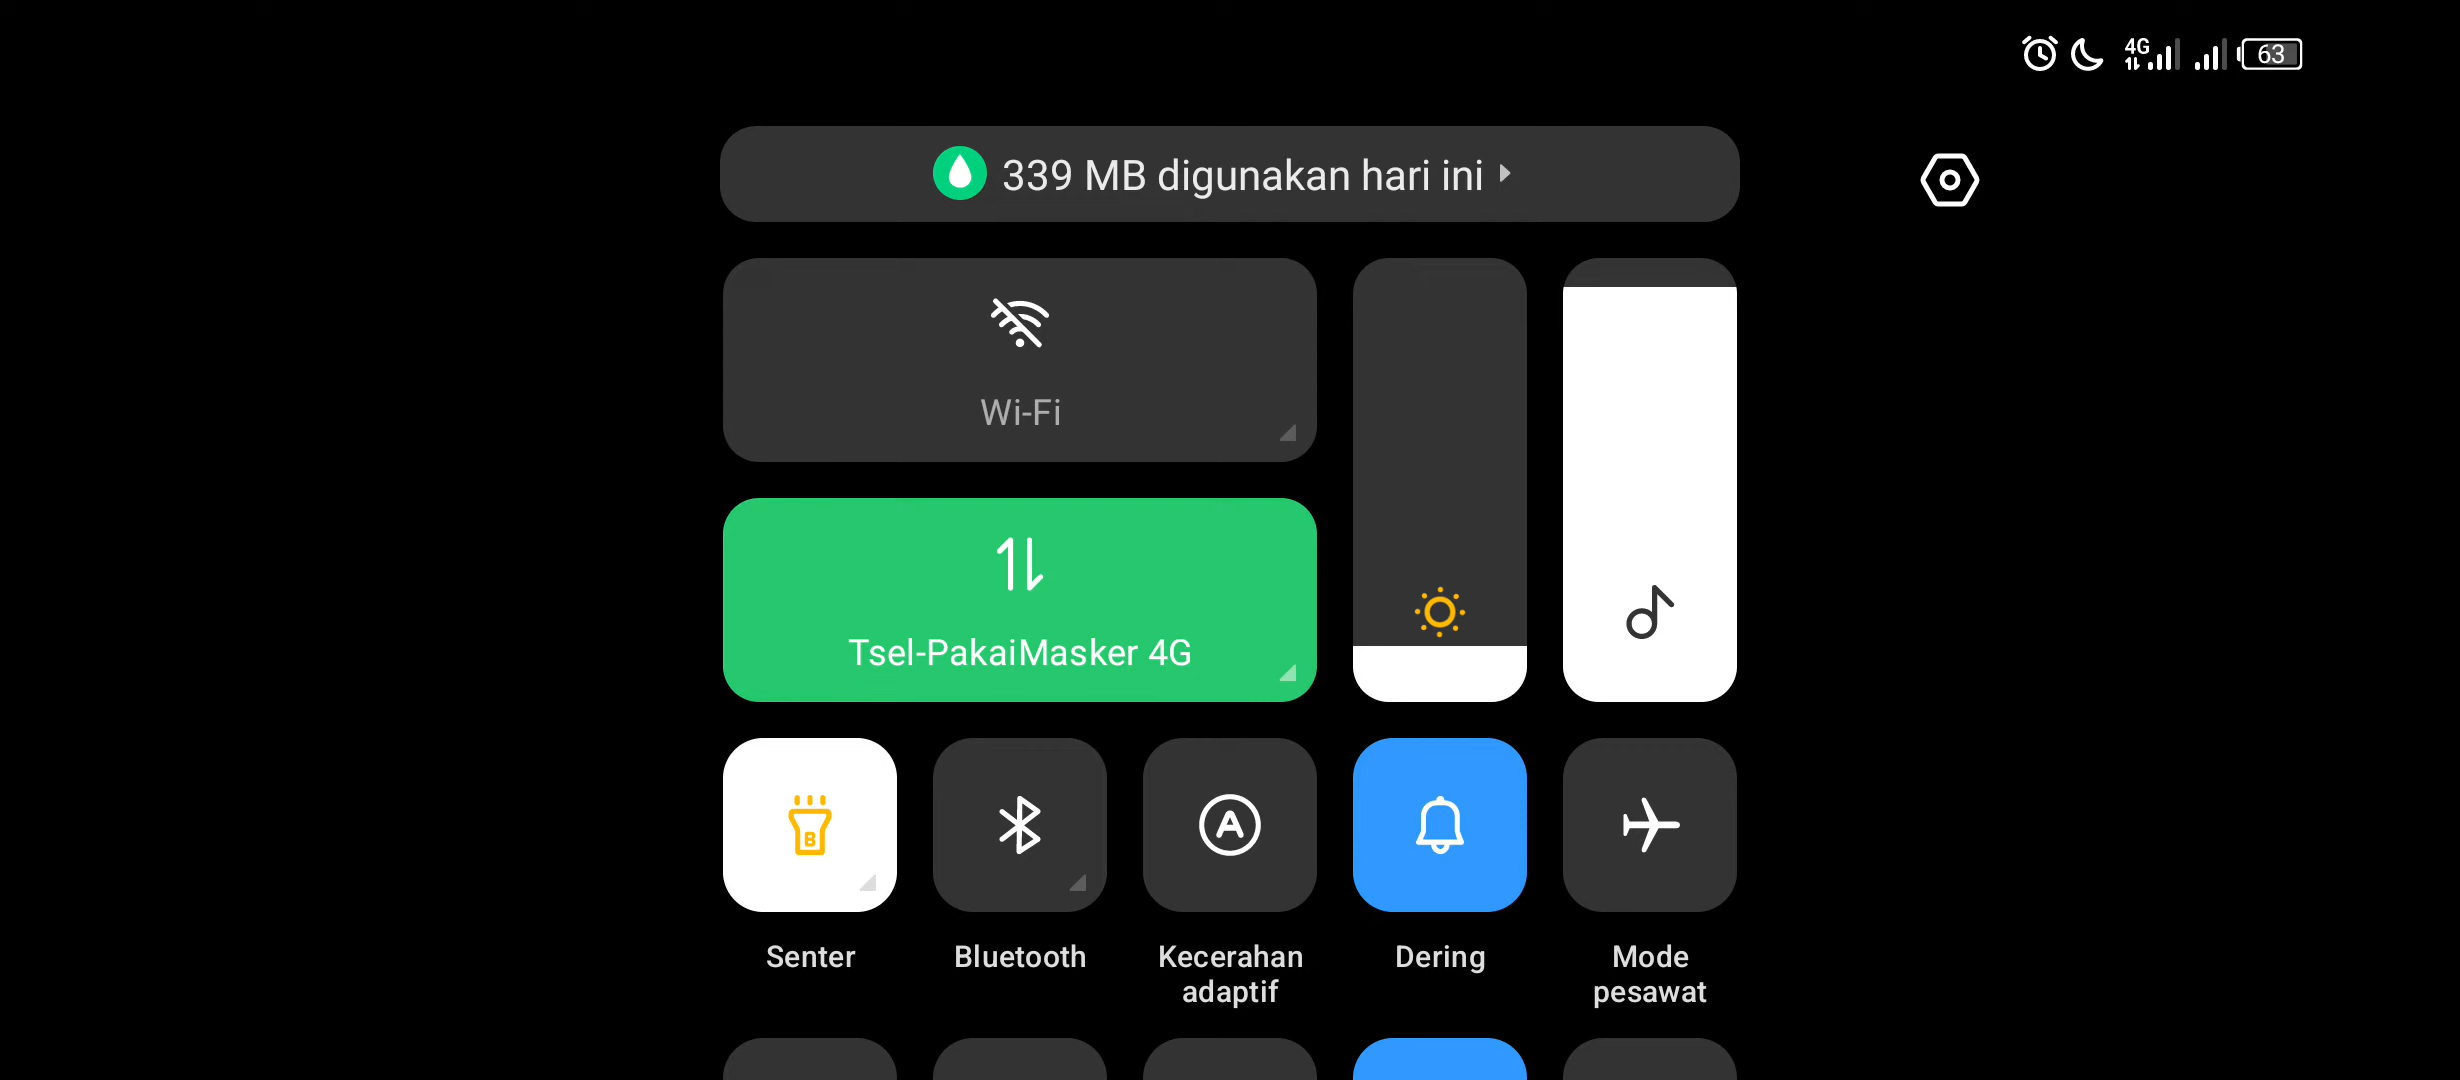 4G
63
339 MB digunakan hari ini
Wi-Fi
Tsel-PakaiMasker 4G
B
A
Senter
Bluetooth
Kecerahan
adaptif
Dering
Mode
pesawat